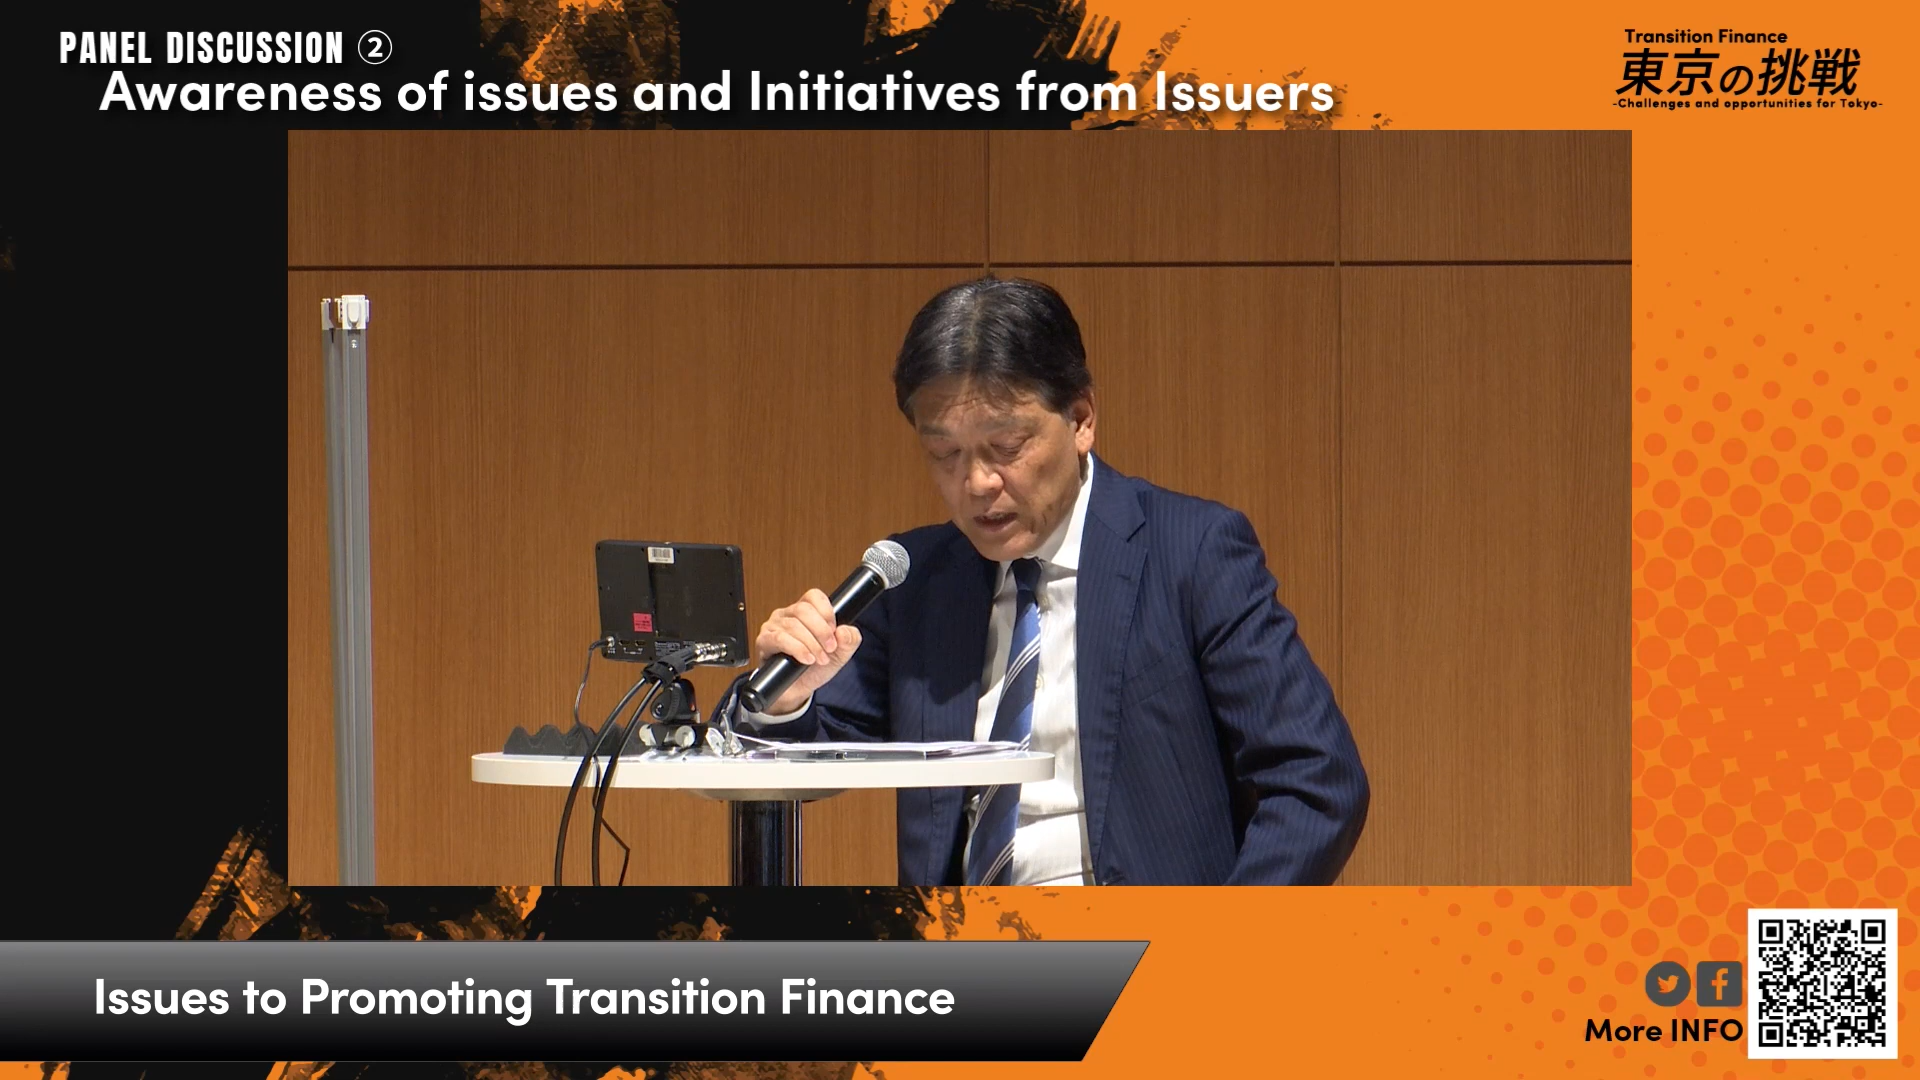 PANEL DISCUSSION ②
Awareness of issues and Initiatives from Issuers
Transition Finance
東京の挑戦
-Challenges and opportunities for Tokyo-
Issues to Promoting Transition Finance
More INFO